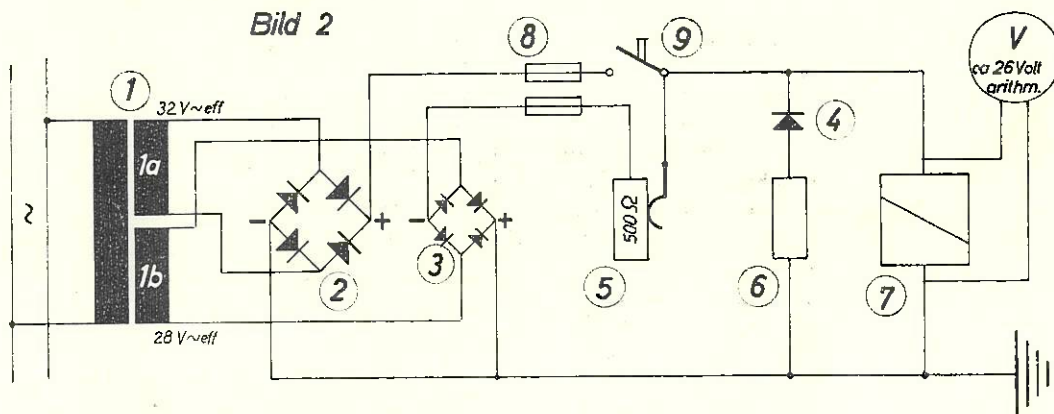 Bild 2
1
32 V~eff
1a
1b
28 V~eff
~
2
- +
3
- +
8
9
500 Ω
5
4
6
7
V
ca 26 Volt
arithm.